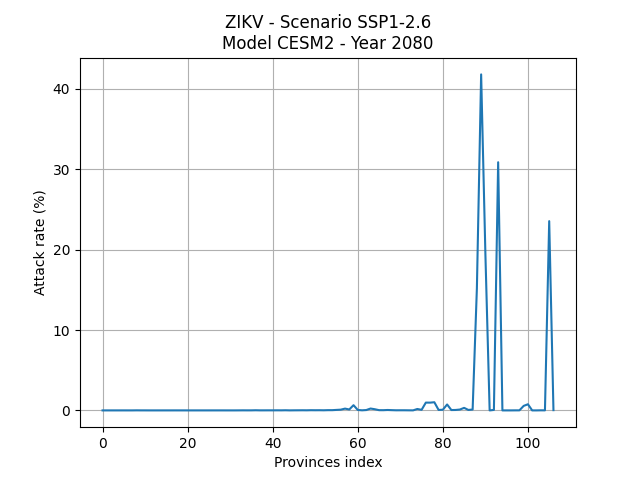 ZIKV - Scenario SSP1-2.6
Model CESM2 - Year 2080
Attack rate (%)
40
30
20
10
0
0 20 40 60 80 100
Provinces index